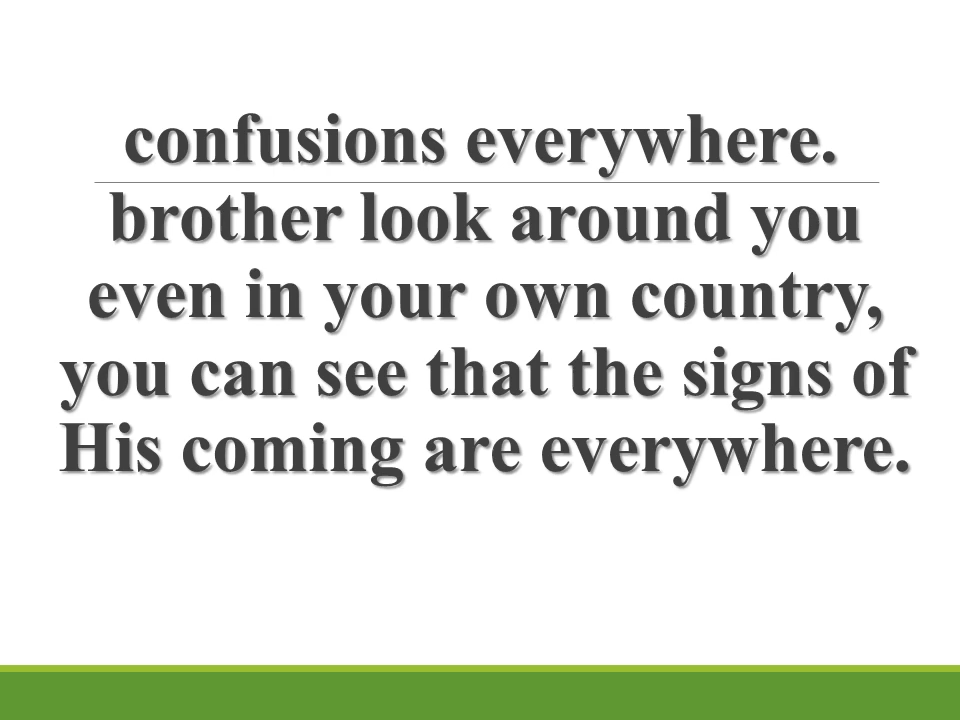 confusions everywhere.
brother look around you
even in your own country,
you can see that the signs of
His coming are everywhere.